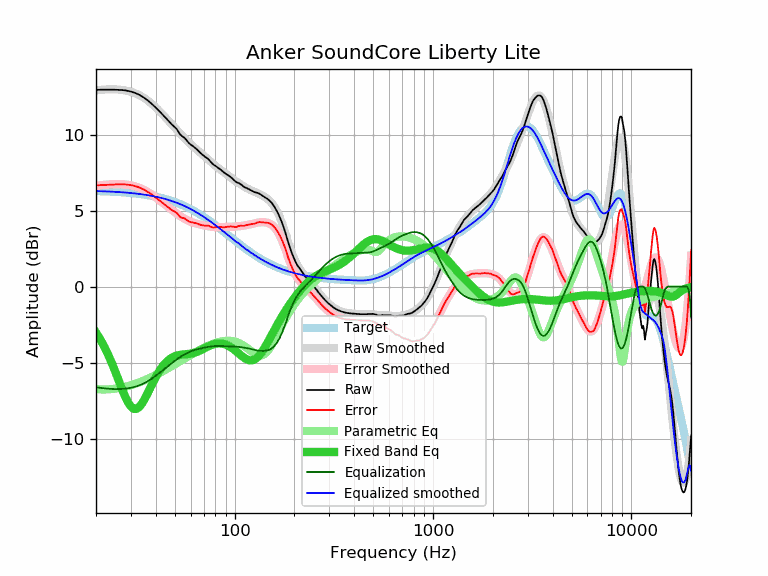 Anker SoundCore Liberty Lite
Amplitude (dBr)
10
5
0
−5
−10
Target
Raw Smoothed
Error Smoothed
Raw
Error
Parametric Eq
Fixed Band Eq
Equalization
Equalized smoothed
100
1000
10000
Frequency (Hz)